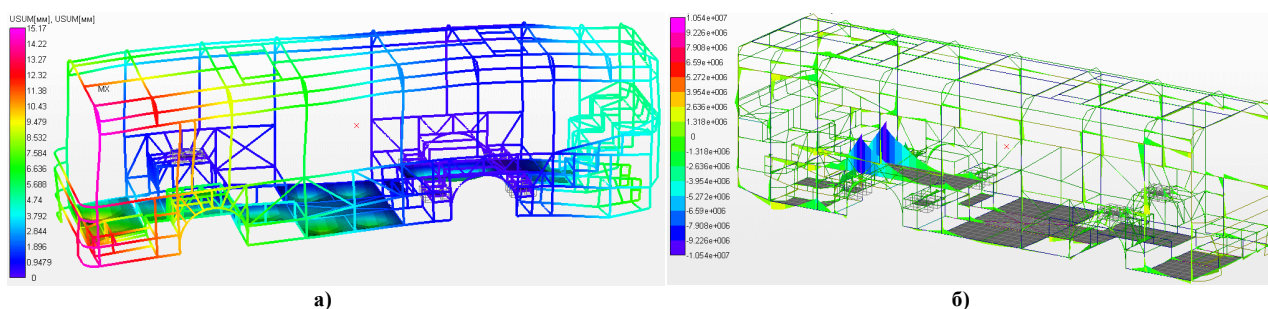 USUM[мм], USUM[мм]
15.17
14.22
13.27
12.32
11.38
10.43
9.479
8.532
7.584
6.636
5.688
4.74
3.792
2.844
1.896
0.9479
0
MX
а)
1.054e+007
9.226e+006
7.908e+006
6.59e+006
5.272e+006
3.954e+006
2.636e+006
1.318e+006
0
-1.318e+006
-2.636e+006
-3.954e+006
-5.272e+006
-6.59e+006
-7.908e+006
-9.226e+006
-1.054e+007
б)